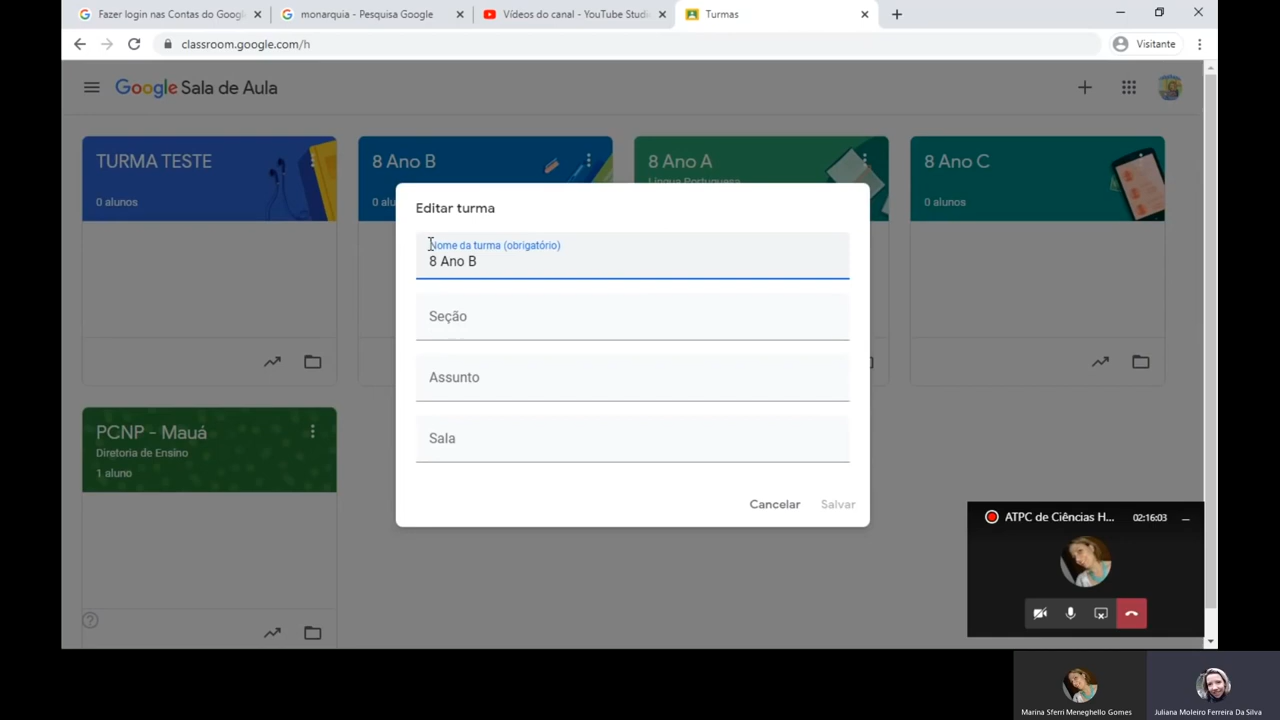 Fazer login nas Contas do Googl
monarquia - Pesquisa Google
Vídeos do canal - YouTube Studi
Turmas
classroom.google.com/h
Visitante
Google Sala de Aula
TURMA TESTE
0 alunos
8 Ano B
0 alu
8 Ano A
Língua Portuguesa
8 Ano C
0 alunos
Editar turma
Nome da turma (obrigatório)
8 Ano B
Seção
Assunto
Sala
Cancelar
Salvar
PCNP - Mauá
Diretoria de Ensino
1 aluno
ATPC de Ciências H...
02:16:03
Marina Sferri Meneghello Gomes
Juliana Moleiro Ferreira Da Silva